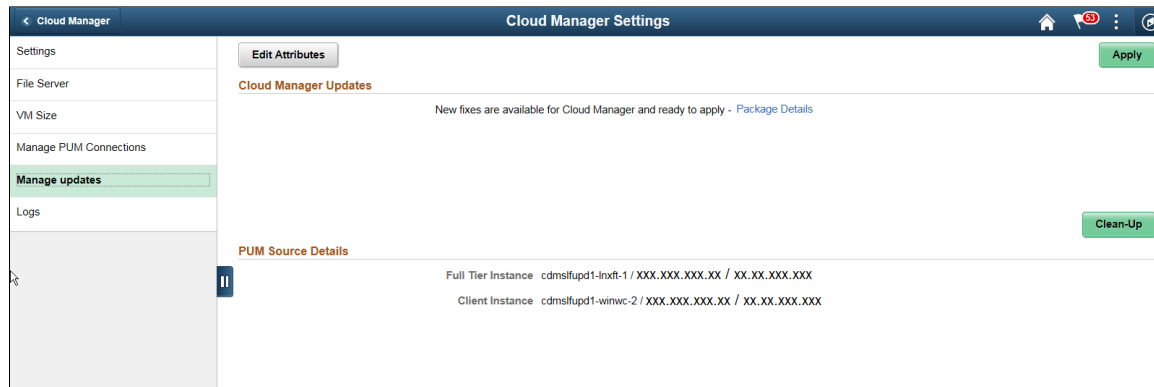 Cloud Manager
Cloud Manager Settings
53
Settings
File Server
VM Size
Manage PUM Connections
Manage updates
Logs
Edit Attributes
Apply
Cloud Manager Updates
New fixes are available for Cloud Manager and ready to apply - Package Details
Clean-Up
PUM Source Details
Full Tier Instance cdmslfupd1-lnxft-1 / XXX.XXX.XXX.XX / XX.XX.XXX.XXX
Client Instance cdmslfupd1-winwc-2 / XXX.XXX.XXX.XX / XX.XX.XXX.XXX